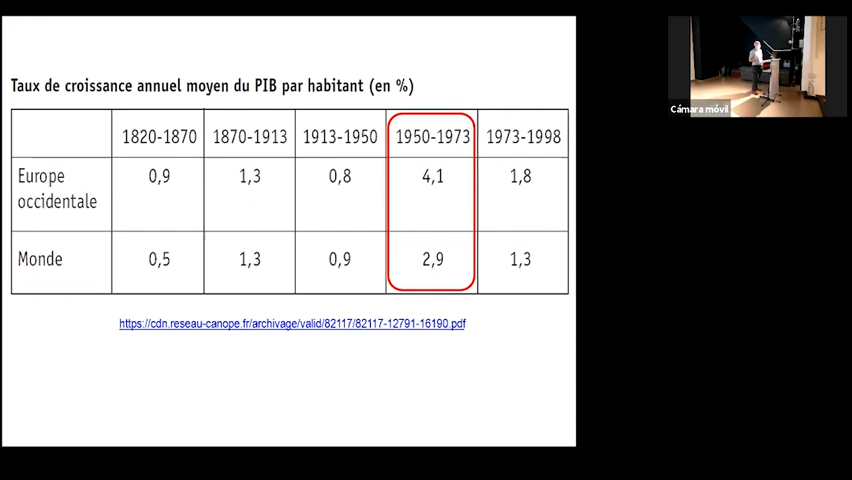 Taux de croissance annuel moyen du PIB par habitant (en %)
1820-1870 1870-1913 1913-1950 1950-1973 1973-1998
Europe occidentale 0,9 1,3 0,8 4,1 1,8
Monde 0,5 1,3 0,9 2,9 1,3
https://cdn.reseau-canope.fr/archivage/valid/82117/82117-12791-16190.pdf
Cámara móvil